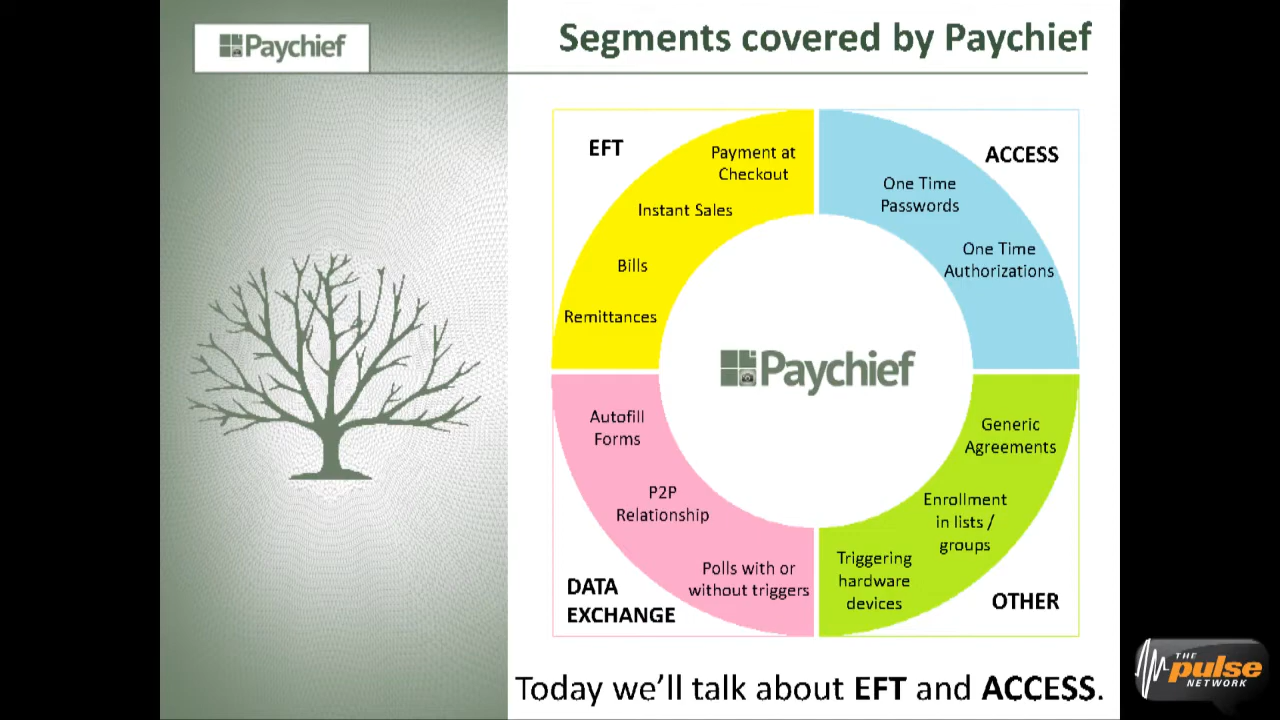 Paychief
Segments covered by Paychief
EFT
Payment at
Checkout
Instant Sales
Bills
Remittances
ACCESS
One Time
Passwords
One Time
Authorizations
Paychief
Autofill
Forms
P2P
Relationship
Polls with or
without triggers
DATA
EXCHANGE
Generic
Agreements
Enrollment
in lists /
groups
Triggering
hardware
devices
OTHER
Today we'll talk about EFT and ACCESS.
THE
pulse
NETWORK